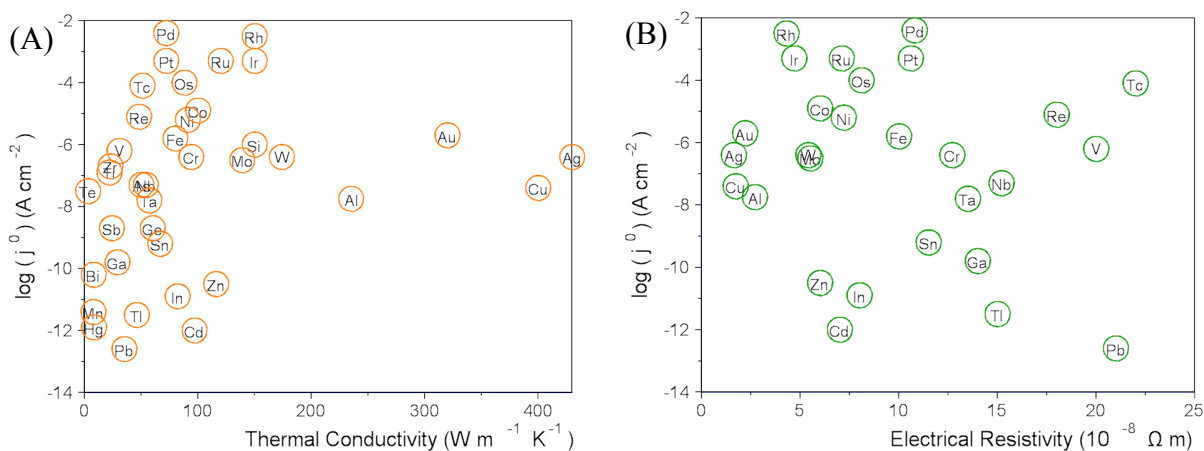 (A)
log (j⁰) (A cm⁻²)
-2
-4
-6
-8
-10
-12
-14
Pd
Rh
Pt
Ru
Ir
Os
Tc
Co
Re
Ni
Au
Fe
Si
V
Cr
Mo
W
Ag
Zr
Ti
As
Nb
Te
Cu
Ta
Al
Sb
Ge
Sn
Ga
Bi
Zn
In
Mn
Tl
Hg
Cd
Pb
0
100
200
300
400
Thermal Conductivity (W m⁻¹ K⁻¹)
(B)
log (j⁰) (A cm⁻²)
-2
-4
-6
-8
-10
-12
-14
Rh
Pd
Ir
Ru
Pt
Os
Tc
Co
Ni
Re
Au
Fe
V
Ag
W
Mo
Cr
Cu
Nb
Al
Ta
Sn
Ga
Zn
In
Tl
Cd
Pb
0
5
10
15
20
25
Electrical Resistivity (10⁻⁸ Ω m)